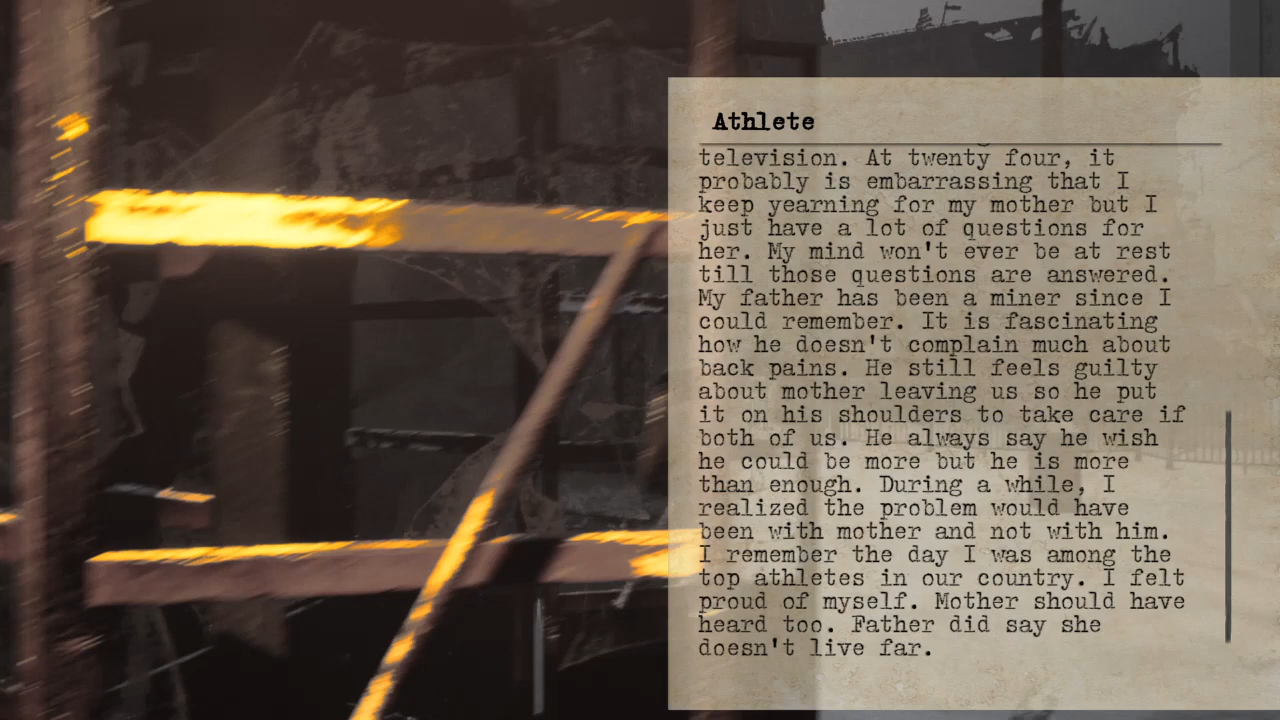 Athlete
television. At twenty four, it
probably is embarrassing that I
keep yearning for my mother but I
just have a lot of questions for
her. My mind won't ever be at rest
till those questions are answered.
My father has been a miner since I
could remember. It is fascinating
how he doesn't complain much about
back pains. He still feels guilty
about mother leaving us so he put
it on his shoulders to take care if
both of us. He always say he wish
he could be more but he is more
than enough. During a while, I
realized the problem would have
been with mother and not with him.
I remember the day I was among the
top athletes in our country. I felt
proud of myself. Mother should have
heard too. Father did say she
doesn't live far.